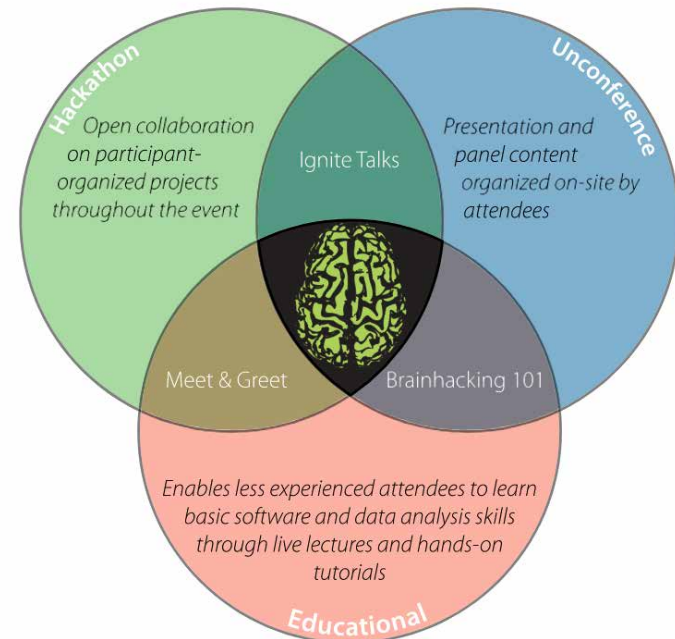 Hackathon
Open collaboration
on participant-
organized projects
throughout the event
Ignite Talks
Unconference
Presentation and
panel content
organized on-site by
attendees
Meet & Greet
Brainhacking 101
Enables less experienced attendees to learn
basic software and data analysis skills
through live lectures and hands-on
tutorials
Educational